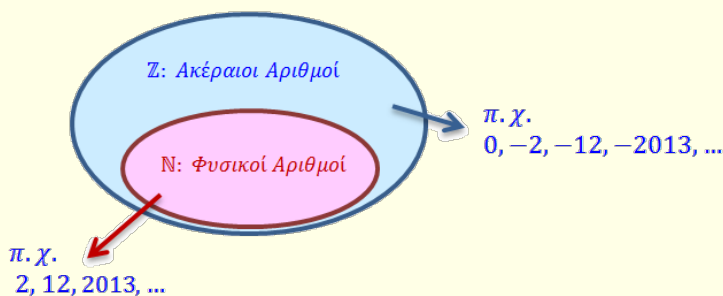 ℤ: Ακέραιοι Αριθμοί
π. χ.
0, −2, −12, −2013, ...
ℕ: Φυσικοί Αριθμοί
π. χ.
2, 12, 2013, ...